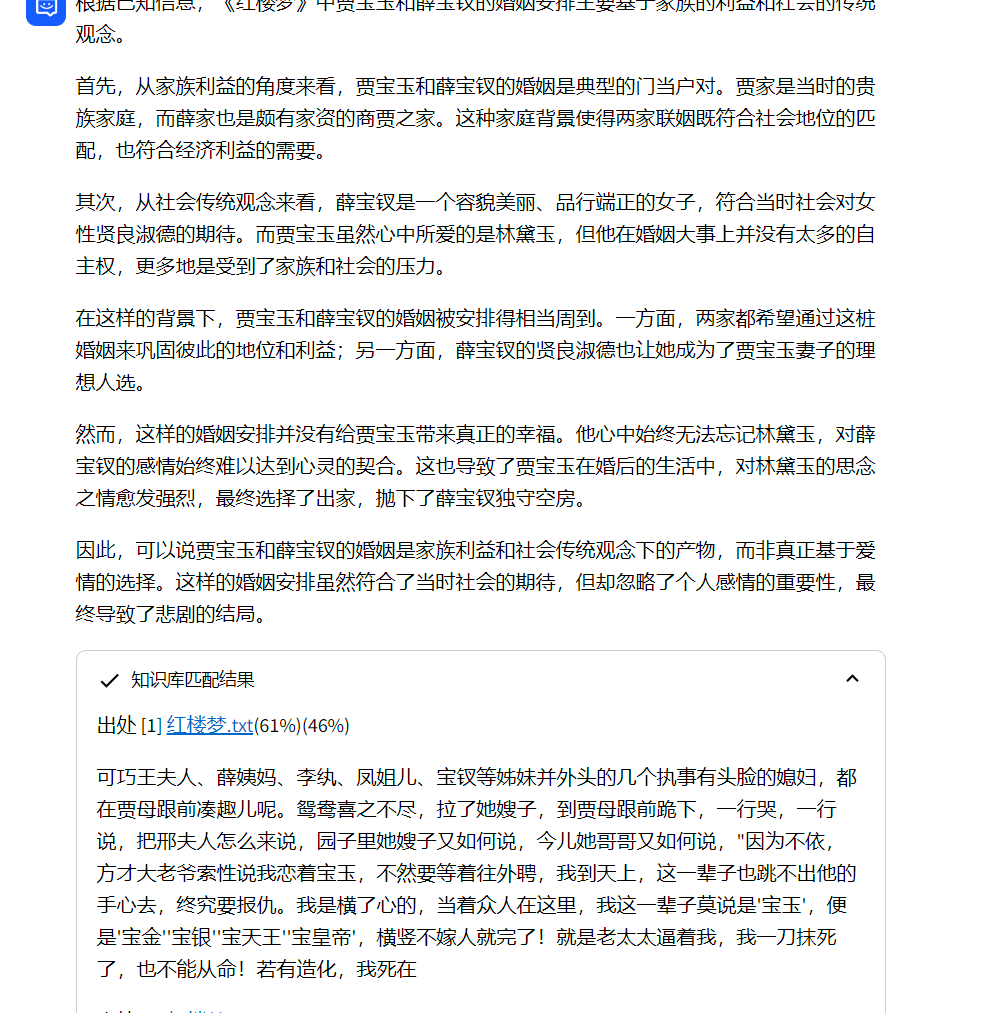 根据已知信息，《红楼梦》中贾宝玉和薛宝钗的婚姻安排主要基于家族的利益和社会的传统
观念。
首先，从家族利益的角度来看，贾宝玉和薛宝钗的婚姻是典型的门当户对。贾家是当时的贵
族家庭，而薛家也是颇有家资的商贾之家。这种家庭背景使得两家联姻既符合社会地位的匹
配，也符合经济利益的需要。
其次，从社会传统观念来看，薛宝钗是一个容貌美丽、品行端正的女子，符合当时社会对女
性贤良淑德的期待。而贾宝玉虽然心中所爱的是林黛玉，但他在婚姻大事上并没有太多的自
主权，更多地是受到了家族和社会的压力。
在这样的背景下，贾宝玉和薛宝钗的婚姻被安排得相当周到。一方面，两家都希望通过这桩
婚姻来巩固彼此的地位和利益；另一方面，薛宝钗的贤良淑德也让她成为了贾宝玉妻子的理
想人选。
然而，这样的婚姻安排并没有给贾宝玉带来真正的幸福。他心中始终无法忘记林黛玉，对薛
宝钗的感情始终难以达到心灵的契合。这也导致了贾宝玉在婚后的生活中，对林黛玉的思念
之情愈发强烈，最终选择了出家，抛下了薛宝钗独守空房。
因此，可以说贾宝玉和薛宝钗的婚姻是家族利益和社会传统观念下的产物，而非真正基于爱
情的选择。这样的婚姻安排虽然符合了当时社会的期待，但却忽略了个人感情的重要性，最
终导致了悲剧的结局。
知识库匹配结果
出处 [1] 红楼梦.txt(61%)(46%)
可巧王夫人、薛姨妈、李纨、凤姐儿、宝钗等姊妹并外头的几个执事有头脸的媳妇，都
在贾母跟前凑趣儿呢。鸳鸯喜之不尽，拉了她嫂子，到贾母跟前跪下，一行哭，一行
说，把邢夫人怎么来说，园子里她嫂子又如何说，今儿她哥哥又如何说，"因为不依，
方才大老爷索性说我恋着宝玉，不然要等着往外聘，我到天上，这一辈子也跳不出他的
手心去，终究要报仇。我是横了心的，当着众人在这里，我这一辈子莫说是'宝玉'，便
是'宝金''宝银''宝天王''宝皇帝'，横竖不嫁人就完了！就是老太太逼着我，我一刀抹死
了，也不能从命！若有造化，我死在